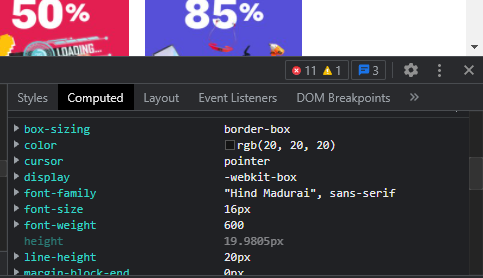 50% 85%
LOADING...
11 1 3
Styles Computed Layout Event Listeners DOM Breakpoints »
box-sizing border-box
color rgb(20, 20, 20)
cursor pointer
display -webkit-box
font-family "Hind Madurai", sans-serif
font-size 16px
font-weight 600
height 19.9805px
line-height 20px
margin-block-end 0px